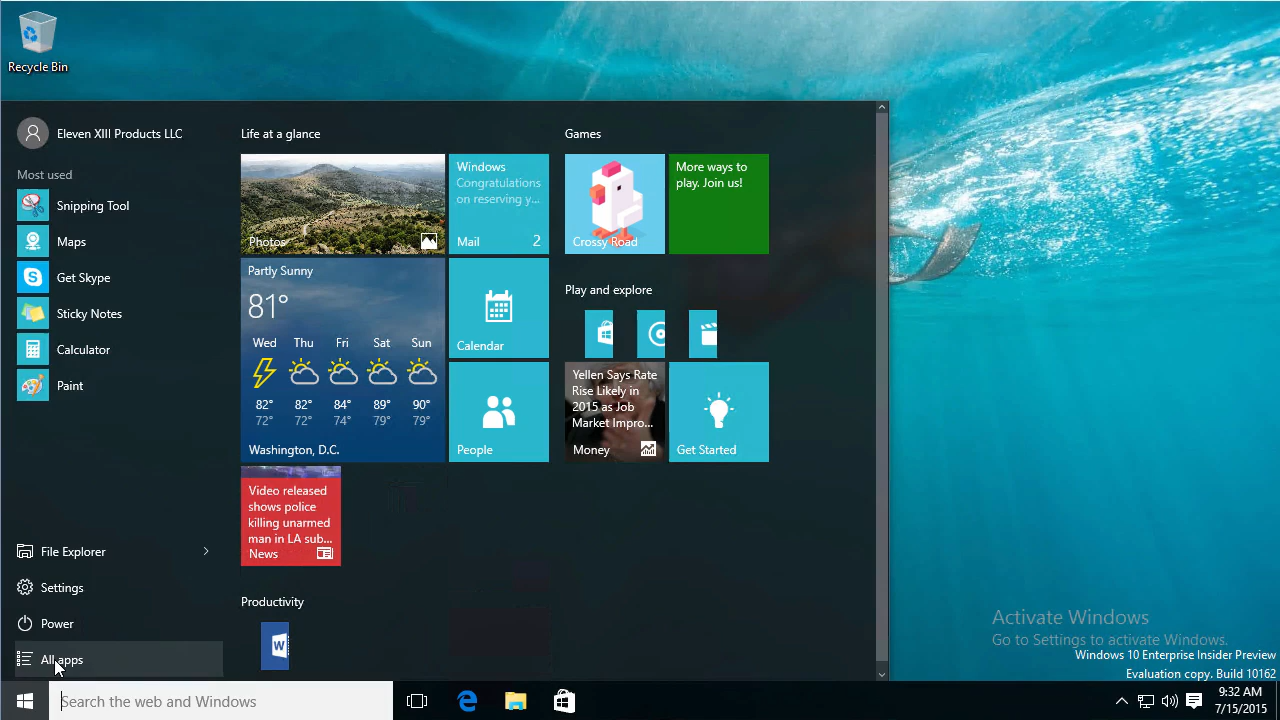 Recycle Bin
Eleven XIII Products LLC
Most used
Snipping Tool
Maps
Get Skype
Sticky Notes
Calculator
Paint
File Explorer
Settings
Power
All apps
Life at a glance
Photos
Windows
Congratulations
on reserving y...
Mail 2
Partly Sunny
81°
Wed Thu Fri Sat Sun
82° 82° 84° 89° 90°
72° 72° 74° 79° 79°
Washington, D.C.
Calendar
People
Video released
shows police
killing unarmed
man in LA sub...
News
Productivity
W
Games
Crossy Road
More ways to
play. Join us!
Play and explore
Yellen Says Rate
Rise Likely in
2015 as Job
Market Impro...
Money
Get Started
Activate Windows
Go to Settings to activate Windows.
Windows 10 Enterprise Insider Preview
Evaluation copy. Build 10162
Search the web and Windows
9:32 AM
7/15/2015